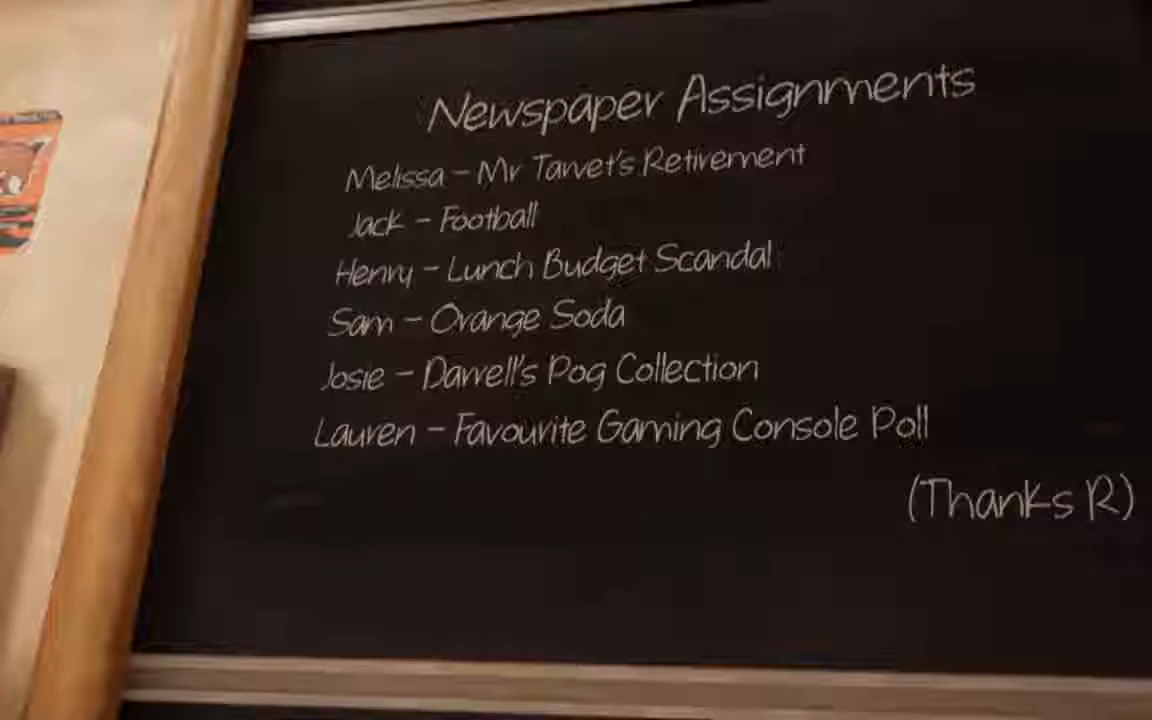 Newspaper Assignments
Melissa - Mr Tarvet's Retirement
Jack - Football
Henry - Lunch Budget Scandal
Sam - Orange Soda
Josie - Darrell's Pog Collection
Lauren - Favourite Gaming Console Poll
(Thanks R)